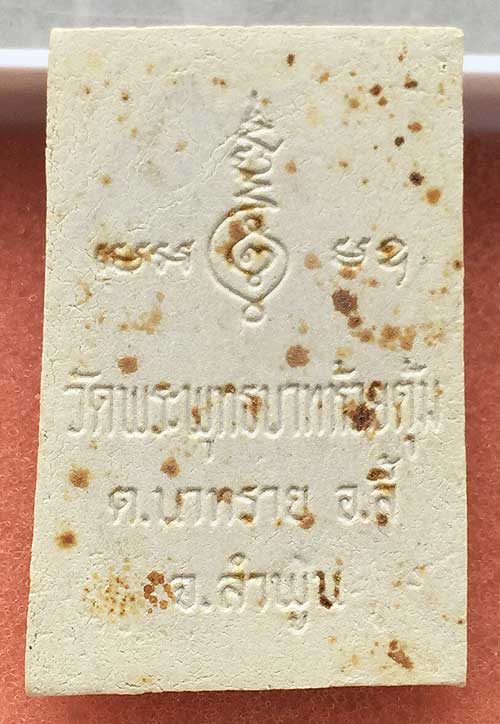 วัดพระพุทธบาทห้วยต้ม
ต.นาทราย อ.ลี้
จ.ลำพูน